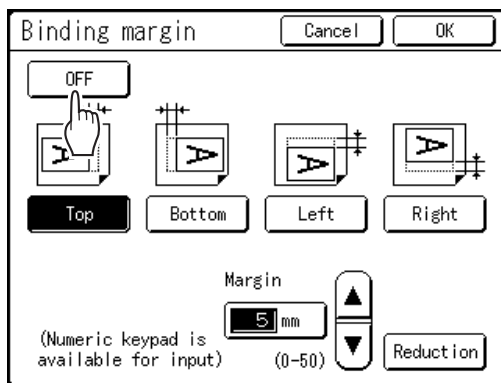 Binding margin
Cancel
OK
OFF
A A A A
Top
Bottom
Left
Right
Margin
5 mm
(Numeric keypad is
available for input)
(0-50)
Reduction